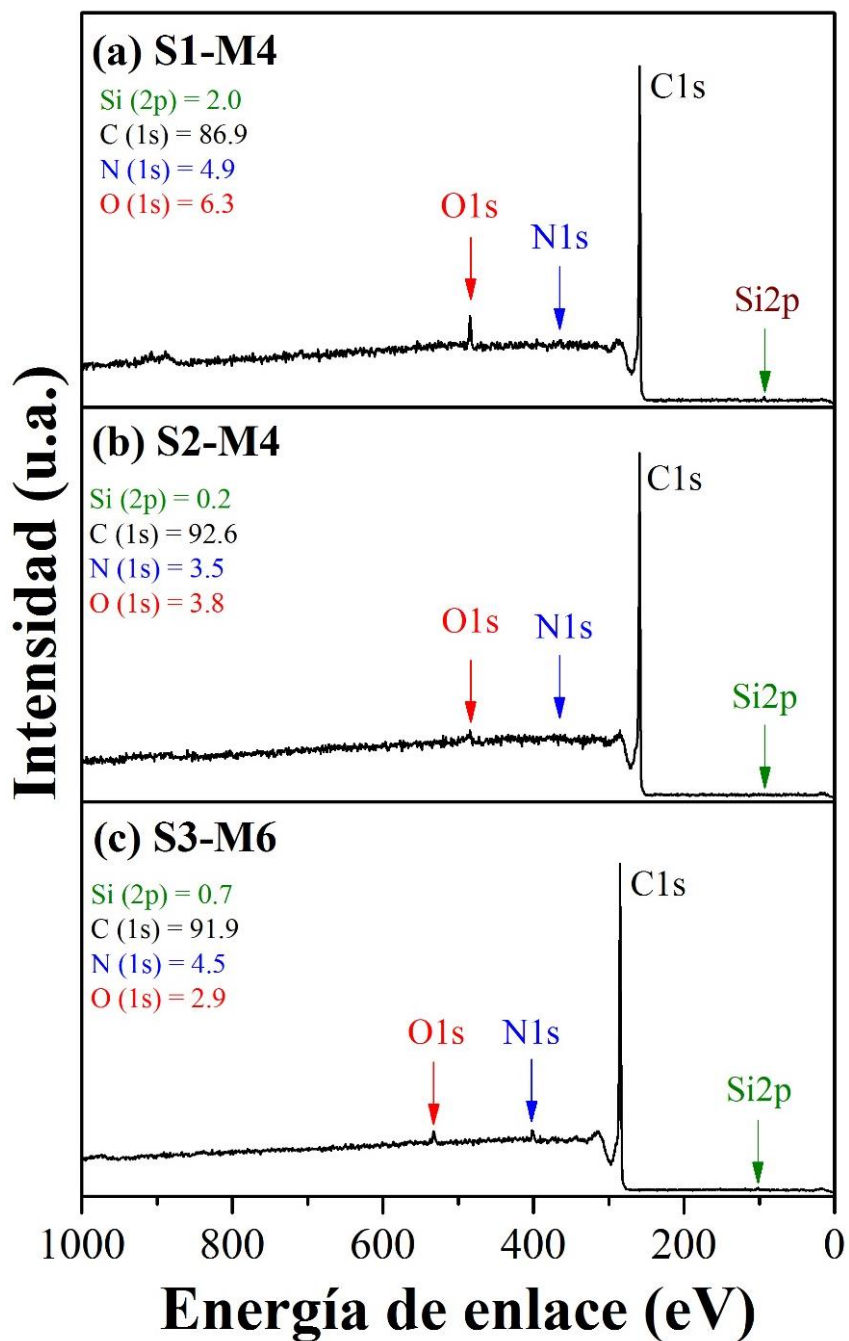 Intensidad (u.a.)
(a) S1-M4
Si (2p) = 2.0
C (1s) = 86.9
N (1s) = 4.9
O (1s) = 6.3
C1s
O1s
N1s
Si2p
(b) S2-M4
Si (2p) = 0.2
C (1s) = 92.6
N (1s) = 3.5
O (1s) = 3.8
C1s
O1s
N1s
Si2p
(c) S3-M6
Si (2p) = 0.7
C (1s) = 91.9
N (1s) = 4.5
O (1s) = 2.9
C1s
O1s
N1s
Si2p
1000 800 600 400 200 0
Energía de enlace (eV)